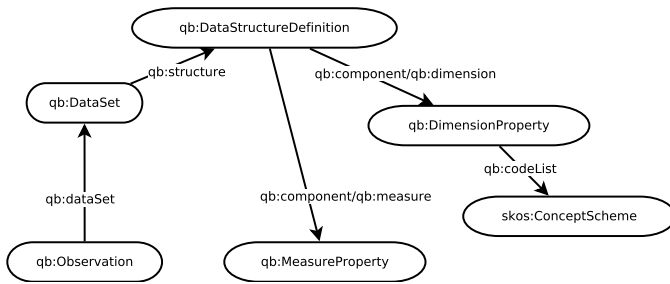 qb:DataStructureDefinition
qb:structure
qb:component/qb:dimension
qb:DataSet
qb:DimensionProperty
qb:codeList
qb:dataSet
qb:component/qb:measure
skos:ConceptScheme
qb:Observation
qb:MeasureProperty